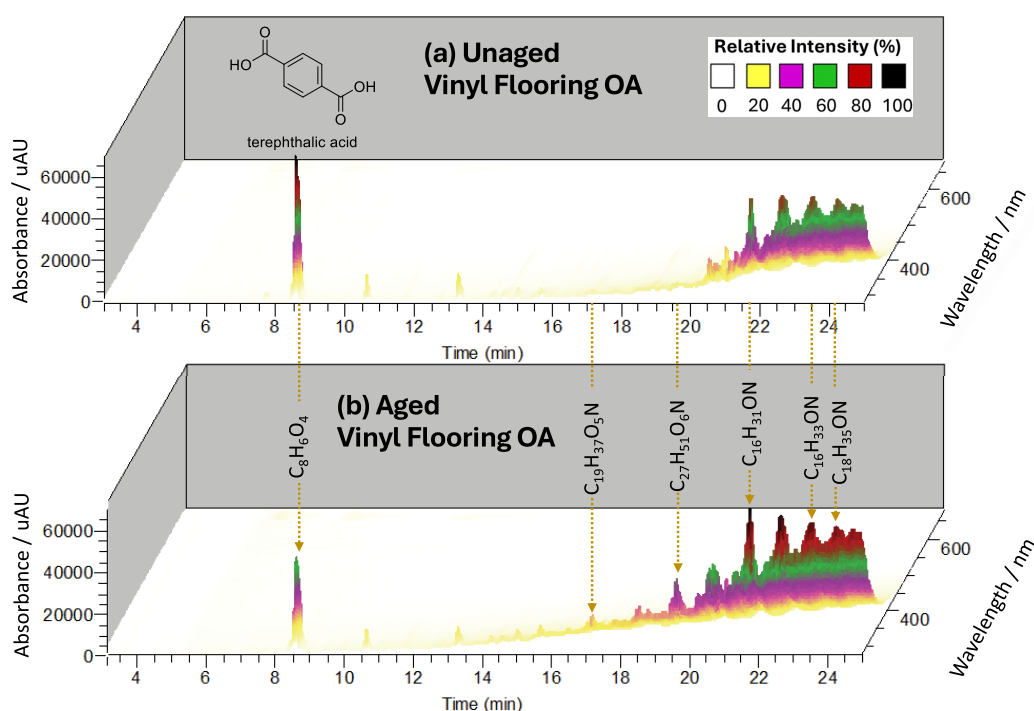 (a) Unaged
Vinyl Flooring OA
Relative Intensity (%)
0 20 40 60 80 100
O
HO
OH
O
terephthalic acid
Absorbance / uAU
60000
40000
20000
0
4 6 8 10 12 14 16 18 20 22 24
Time (min)
600
400
Wavelength / nm
(b) Aged
Vinyl Flooring OA
C₈H₆O₄
C₁₉H₃₇O₅N
C₂₇H₅₁O₆N
C₁₆H₃₁ON
C₁₆H₃₃ON
C₁₈H₃₅ON
Absorbance / uAU
60000
40000
20000
0
4 6 8 10 12 14 16 18 20 22 24
Time (min)
600
400
Wavelength / nm